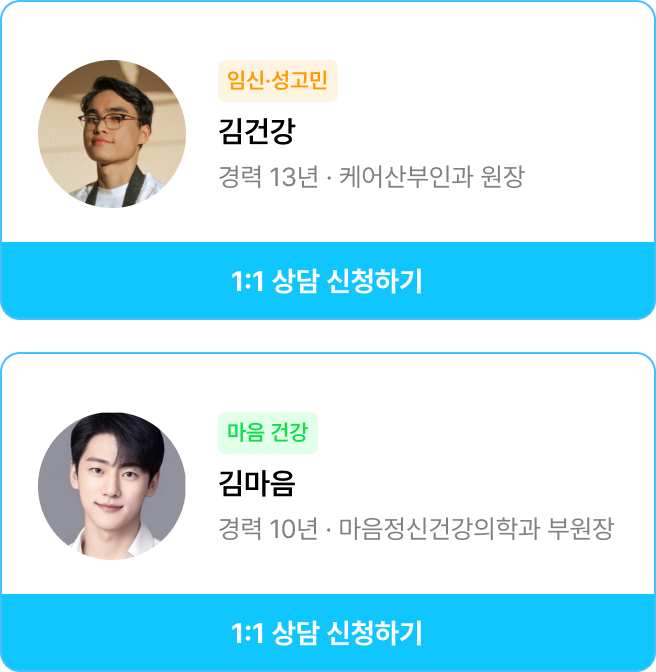 임신·성고민
김건강
경력 13년 · 케어산부인과 원장
1:1 상담 신청하기
마음 건강
김마음
경력 10년 · 마음정신건강의학과 부원장
1:1 상담 신청하기